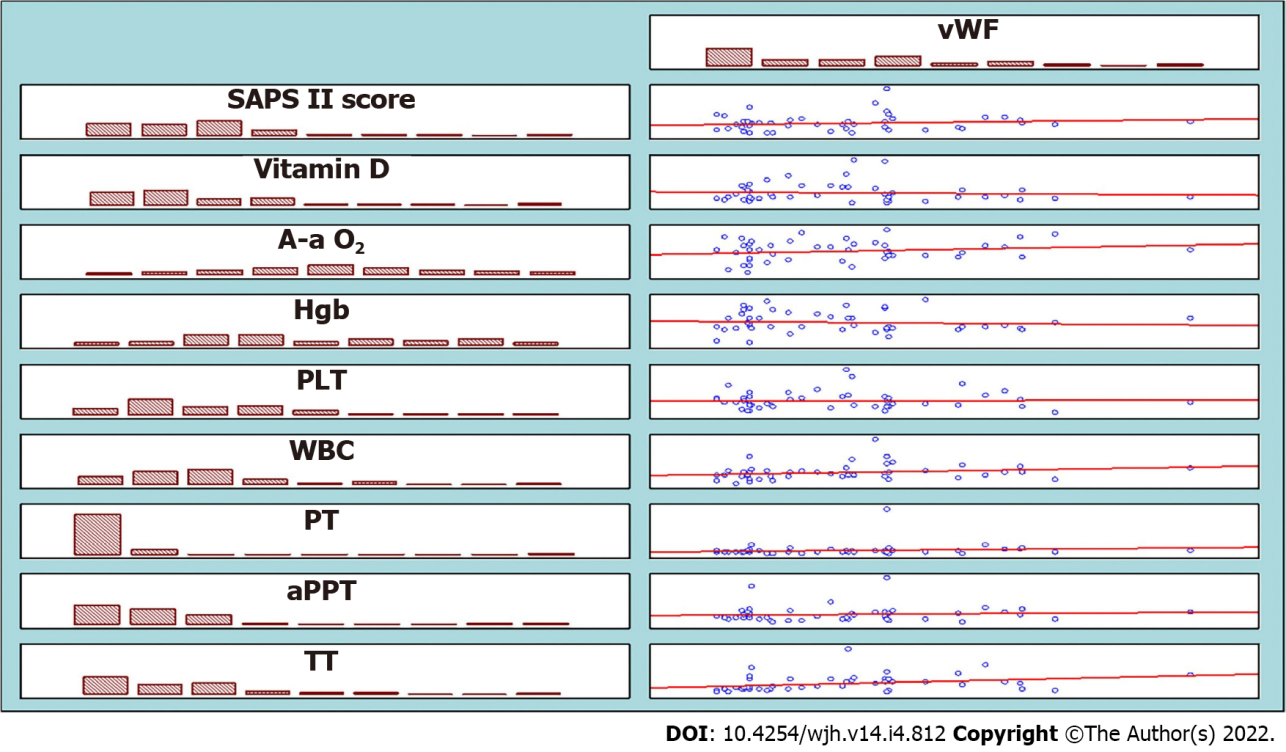 vWF
SAPS II score
Vitamin D
A-a O₂
Hgb
PLT
WBC
PT
aPPT
TT
DOI: 10.4254/wjh.v14.i4.812 Copyright ©The Author(s) 2022.